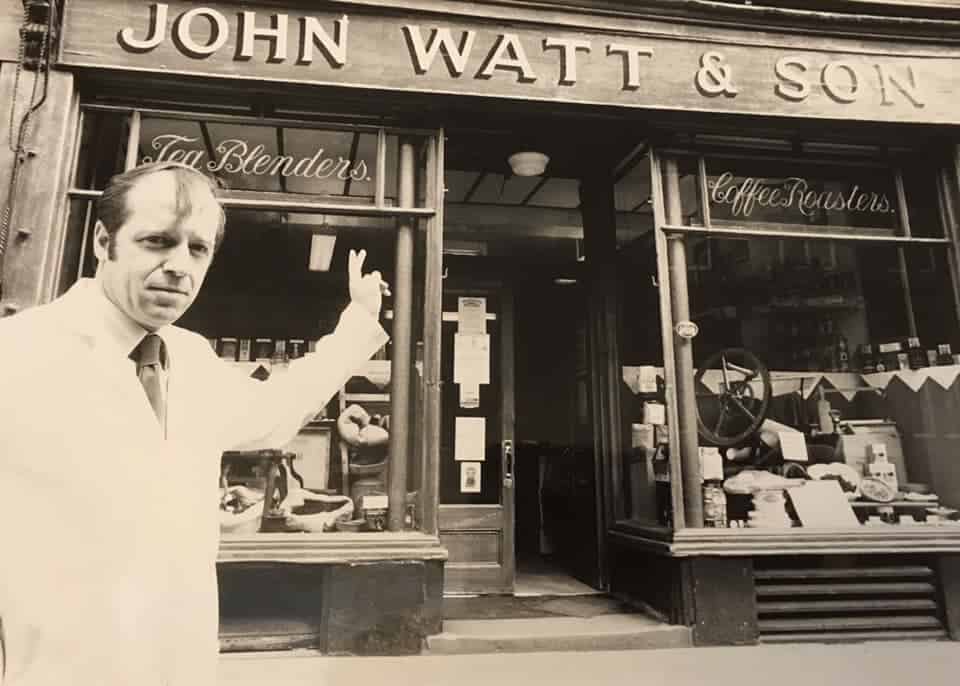 JOHN WATT & SON
Tea Blenders.
Coffee Roasters.